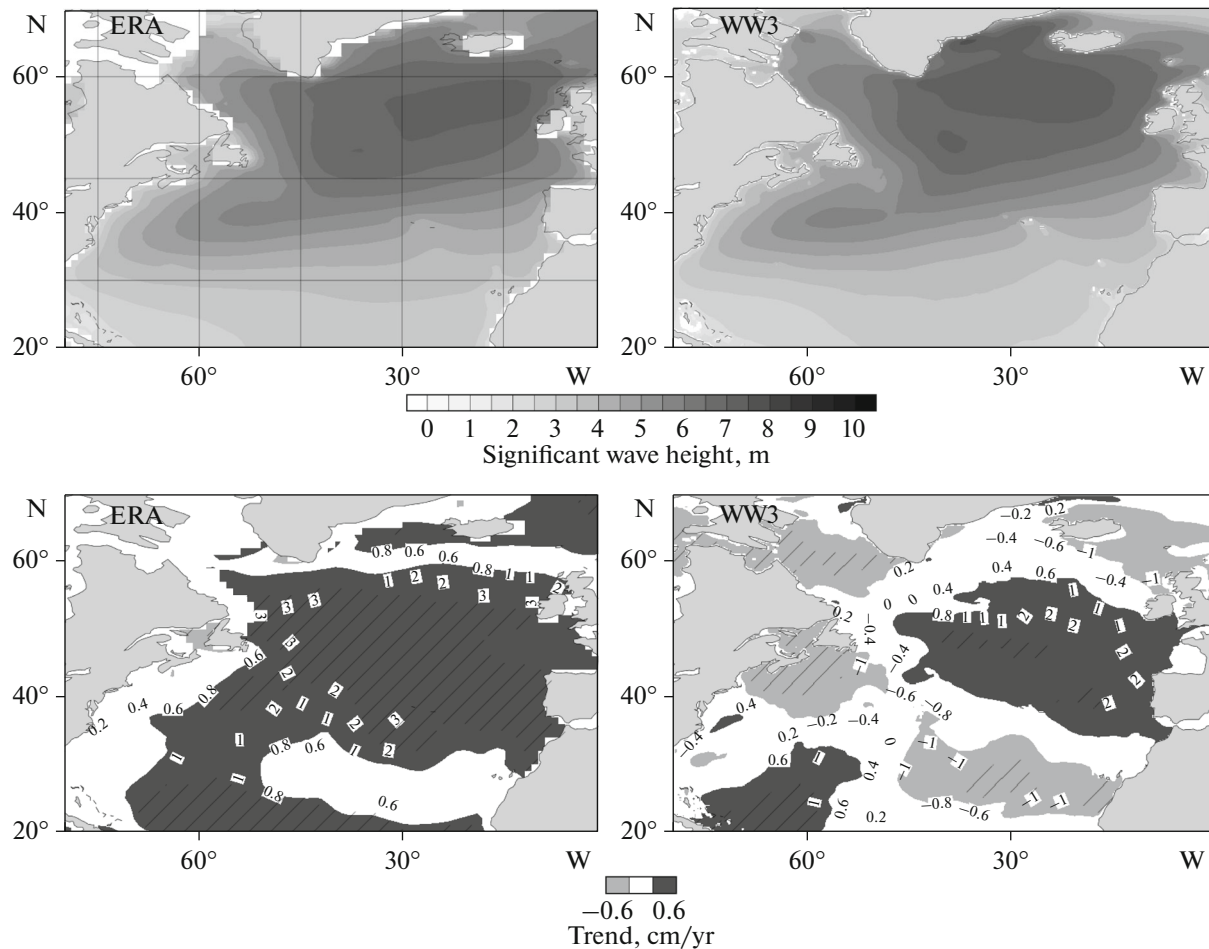 N ERA
60°
40°
20°
60° 30° W
N WW3
60°
40°
20°
60° 30° W
0 1 2 3 4 5 6 7 8 9 10
Significant wave height, m
N ERA
60°
40°
20°
0.8 0.6 0.6 0.8 1 1
1 2 2 3 2
3 3 3 3
3
0.6 2
0.8 2
0.4 0.6 2 1 2 3
0.2 1
1 0.8 0.6 1 2
1
0.8 0.6
60° 30° W
N WW3
60°
40°
20°
−0.2 0.2
−0.4 −0.6 −1
0.2 0.4 0.6 −0.4 −1
0.4 1
0.2 0 0 1
0.8 1 1 1 2 2 2 1
−0.4
−1 −0.4 2
−0.6 2
0.4 −0.8 2
−0.2 −0.4
0.2 0 −1
−0.4 0.6 1 0.4 −1 −1
1 0.6 −0.8 −1 −1
0.2 −0.6
60° 30° W
−0.6 0.6
Trend, cm/yr